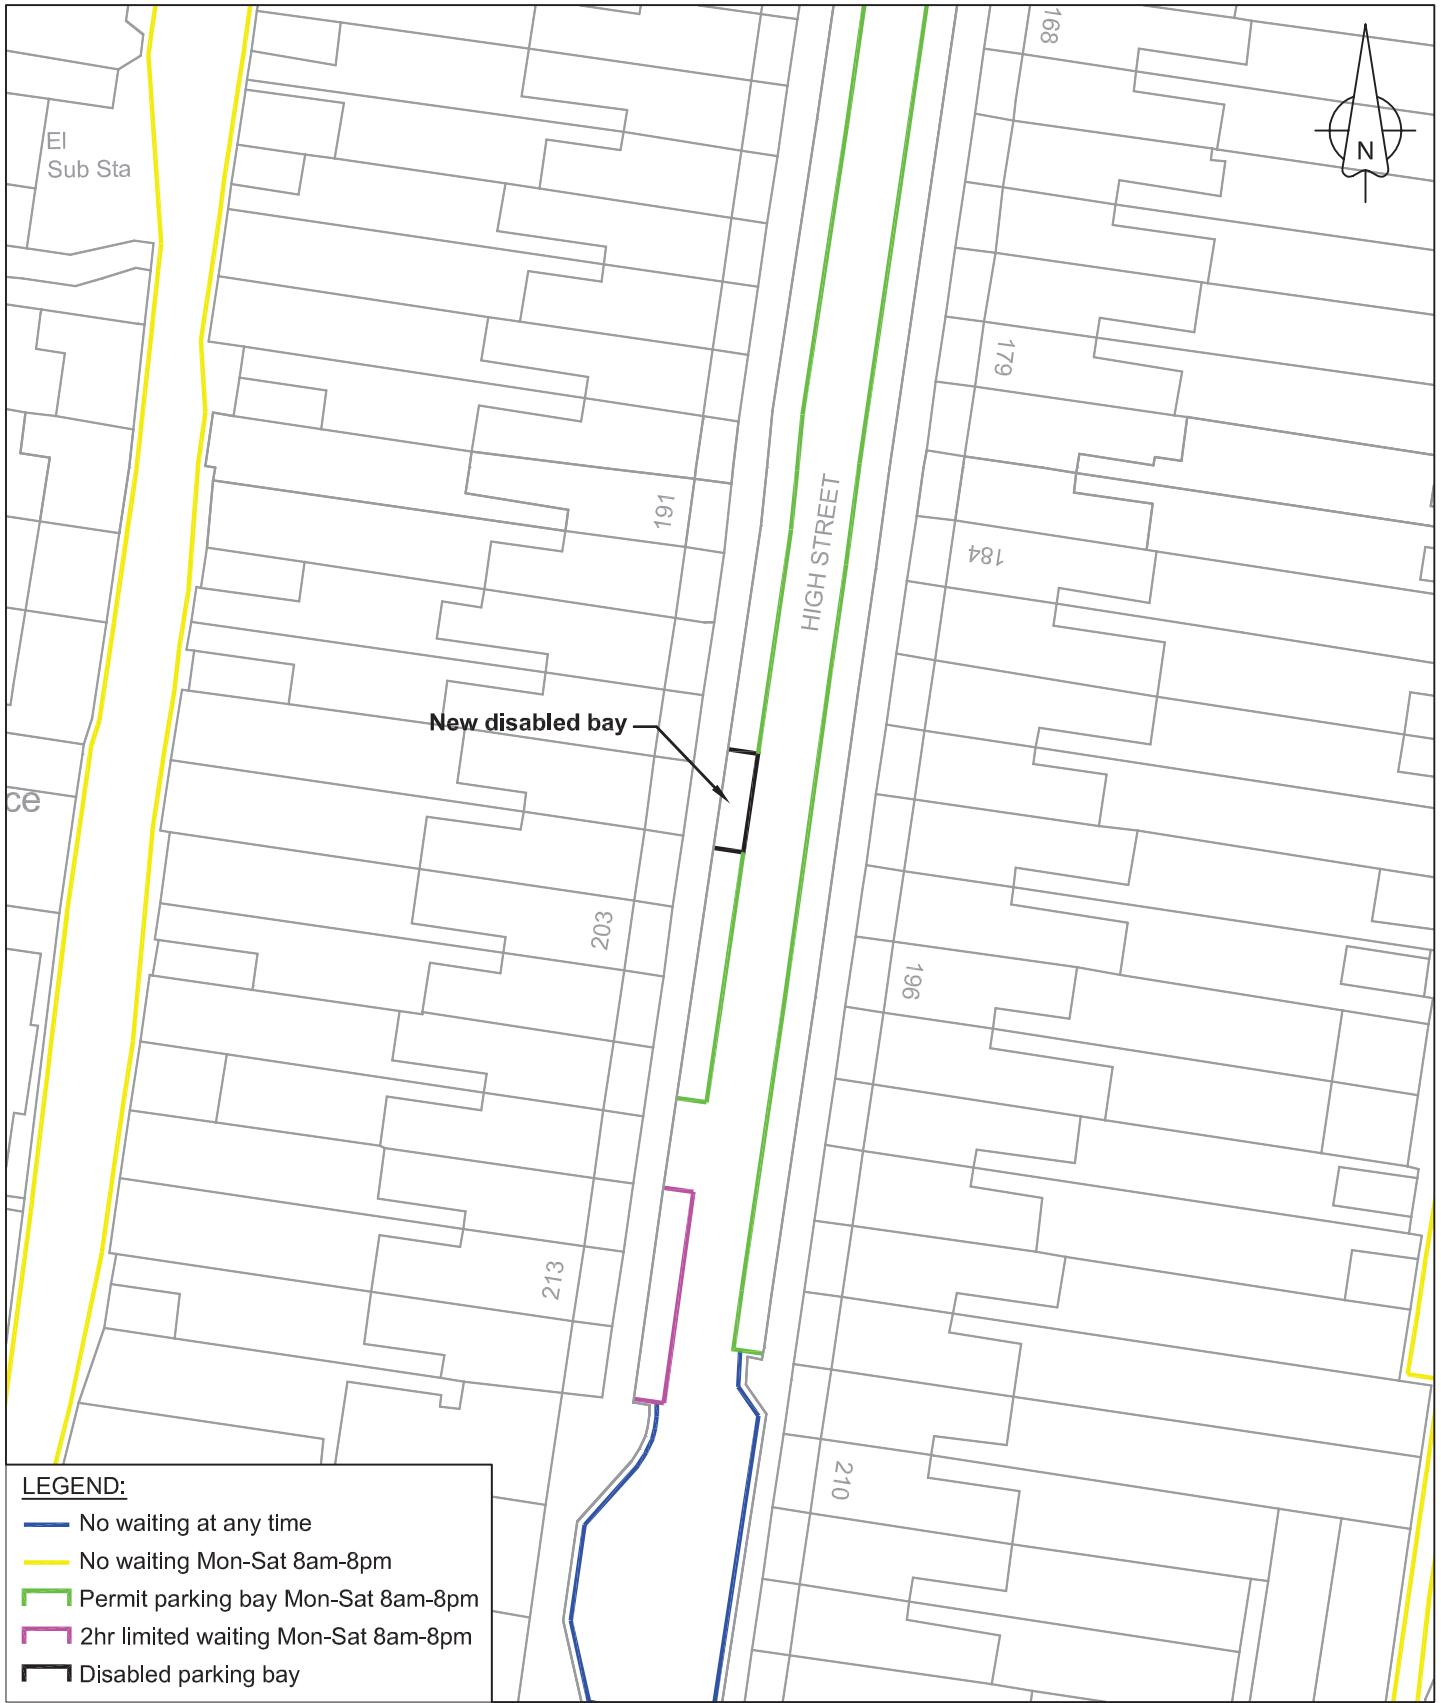 168
N
El
Sub Sta
179
191
HIGH STREET
184
New disabled bay
ce
203
196
213
210
LEGEND:
No waiting at any time
No waiting Mon-Sat 8am-8pm
Permit parking bay Mon-Sat 8am-8pm
2hr limited waiting Mon-Sat 8am-8pm
Disabled parking bay